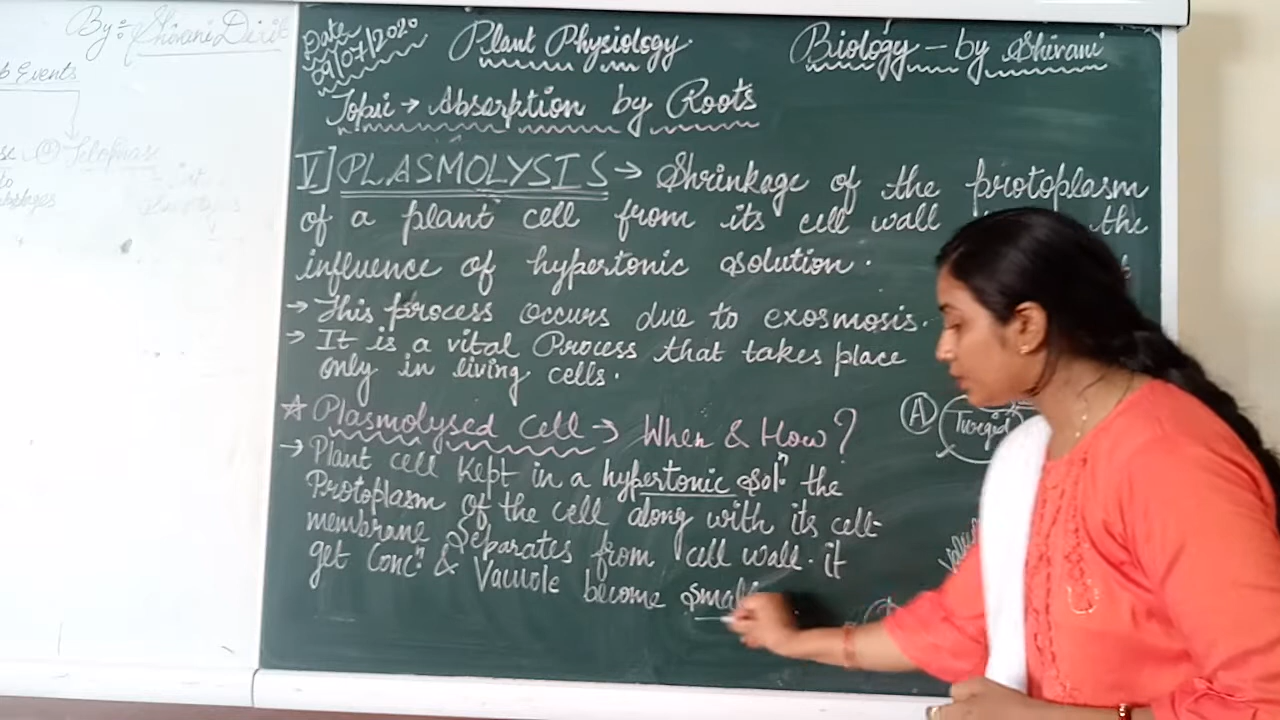 By:- Shivani Dixit
Events
Telophase
Date
09/07/2020
Plant Physiology
Biology - by Shivani
Topic → Absorption by Roots
V] PLASMOLYSIS → Shrinkage of the protoplasm
of a plant cell from its cell wall the
influence of hypertonic solution.
→ This process occurs due to exosmosis.
→ It is a vital Process that takes place
only in living cells.
☆ Plasmolysed Cell → When & How?
→ Plant cell kept in a hypertonic solⁿ. the
Protoplasm of the cell along with its cell-
membrane Separates from cell wall. it
get Concⁿ. & Vacuole become small
(A) Turgid